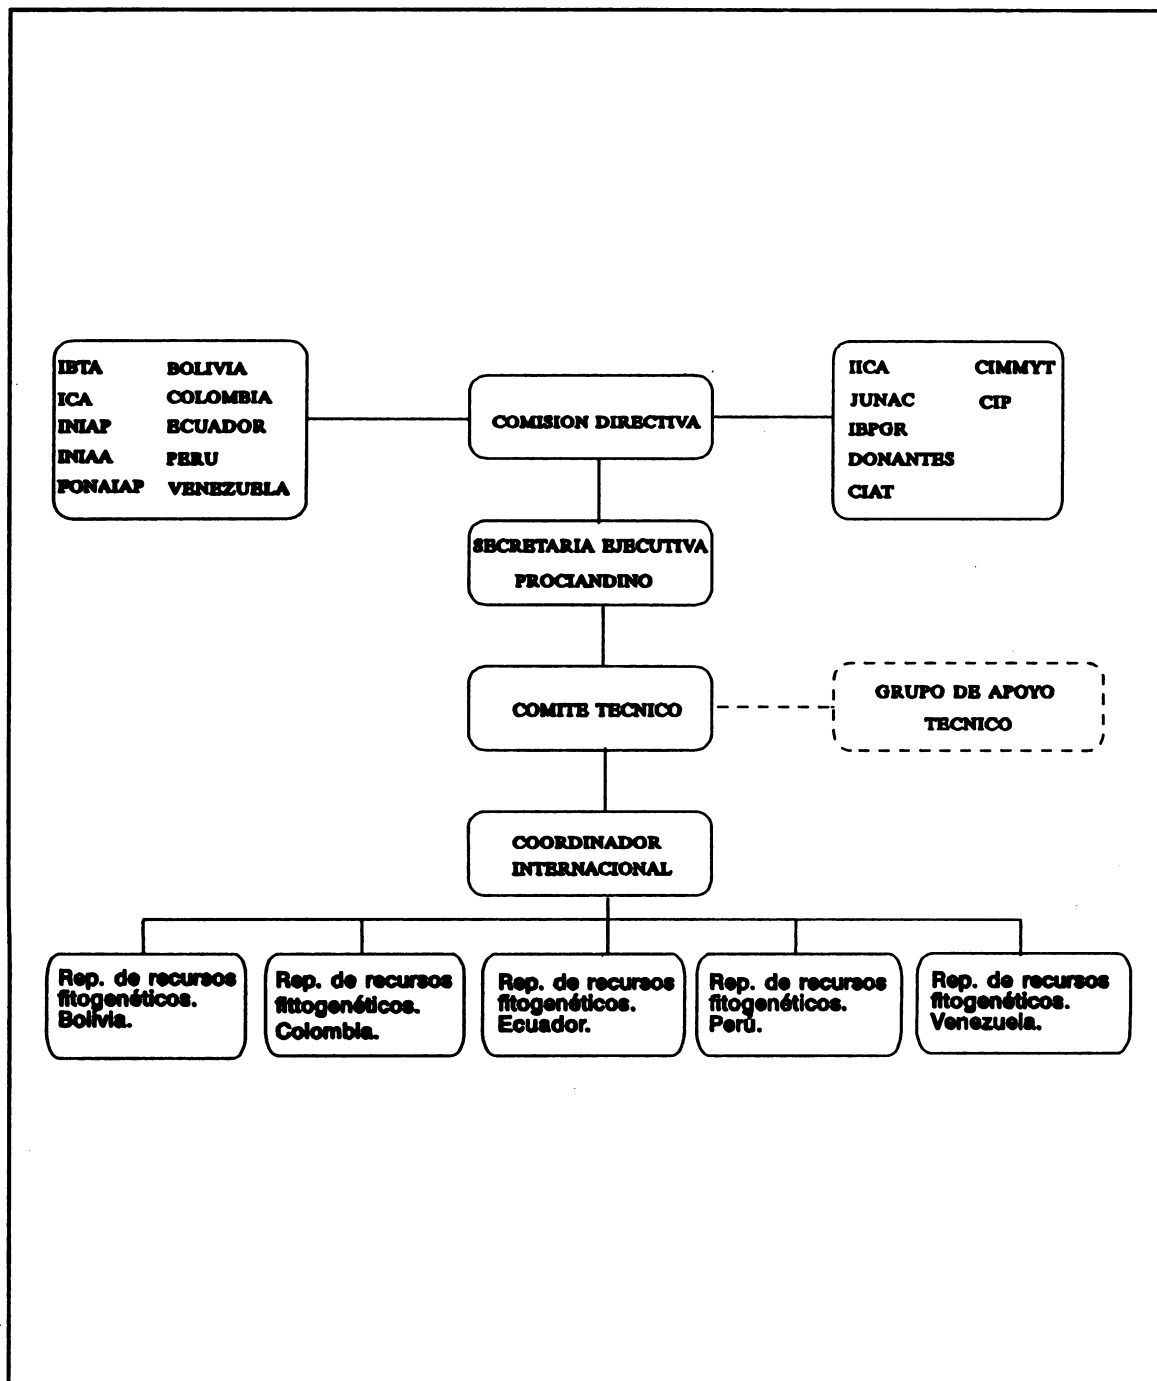 IBTA BOLIVIA
ICA COLOMBIA
INIAP ECUADOR
INIAA PERU
FONAIAP VENEZUELA
COMISION DIRECTIVA
IICA CIMMYT
JUNAC CIP
IBPGR
DONANTES
CIAT
SECRETARIA EJECUTIVA
PROCIANDINO
COMITE TECNICO
GRUPO DE APOYO
TECNICO
COORDINADOR
INTERNACIONAL
Rep. de recursos
fitogenéticos.
Bolivia.
Rep. de recursos
fittogenéticos.
Colombia.
Rep. de recursos
fitogenéticos.
Ecuador.
Rep. de recursos
fitogenéticos.
Perú.
Rep. de recursos
fitogenéticos.
Venezuela.